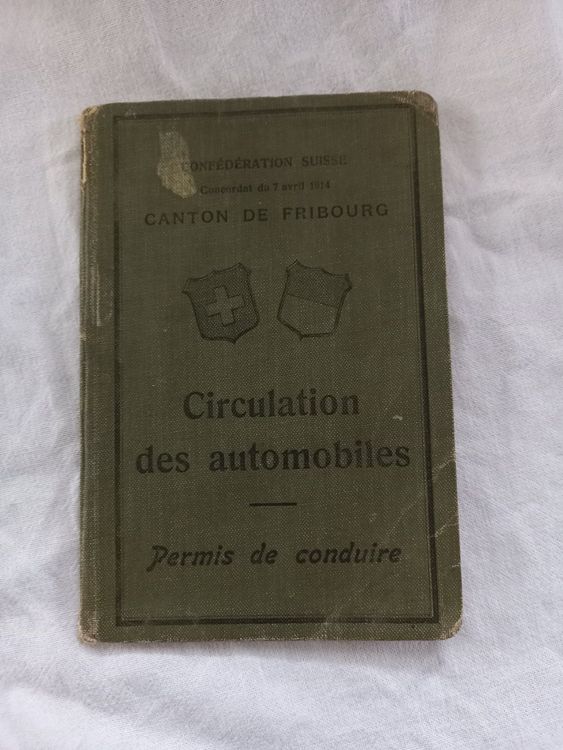 CONFÉDÉRATION SUISSE
Concordat du 7 avril 1914
CANTON DE FRIBOURG
Circulation
des automobiles
Permis de conduire